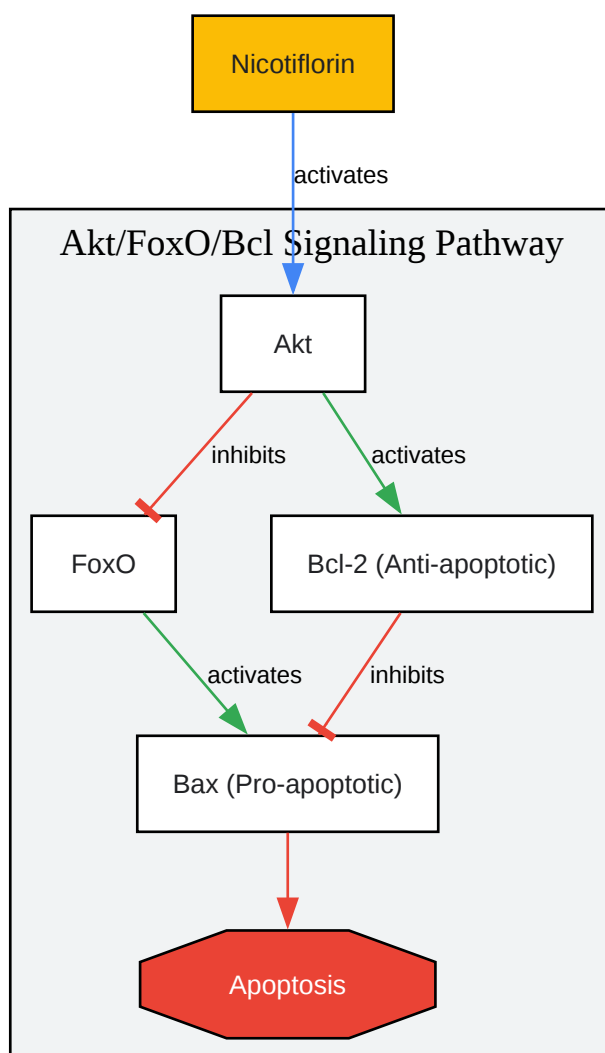 Nicotiflorin
activates
Akt/FoxO/Bcl Signaling Pathway
Akt
inhibits
activates
FoxO
Bcl-2 (Anti-apoptotic)
activates
inhibits
Bax (Pro-apoptotic)
Apoptosis